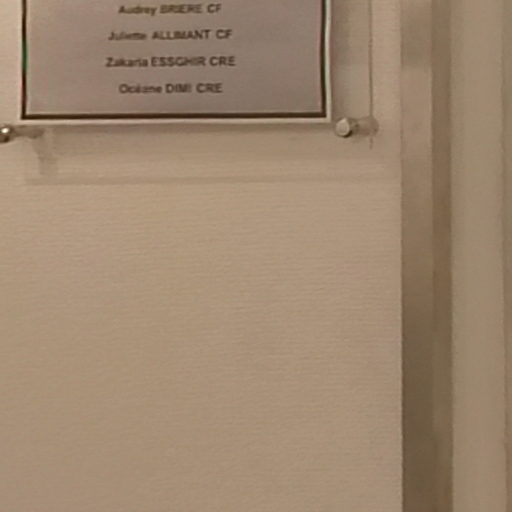 Audrey BRIERE CF
Juliette ALLIMANT CF
Zakaria ESSGHIR CRE
Océane DIMI CRE